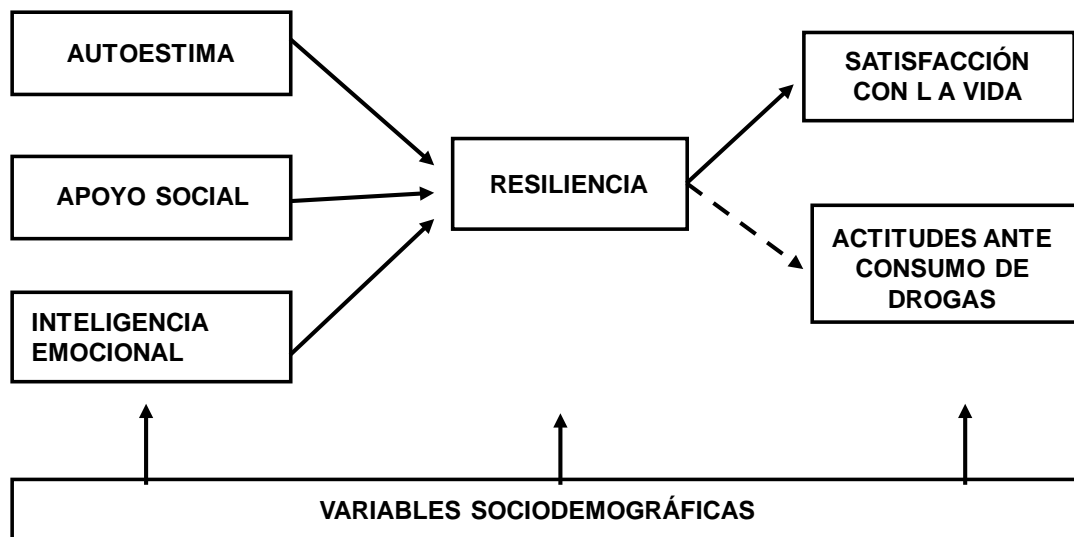 AUTOESTIMA
APOYO SOCIAL
INTELIGENCIA
EMOCIONAL
RESILIENCIA
SATISFACCIÓN
CON L A VIDA
ACTITUDES ANTE
CONSUMO DE
DROGAS
VARIABLES SOCIODEMOGRÁFICAS